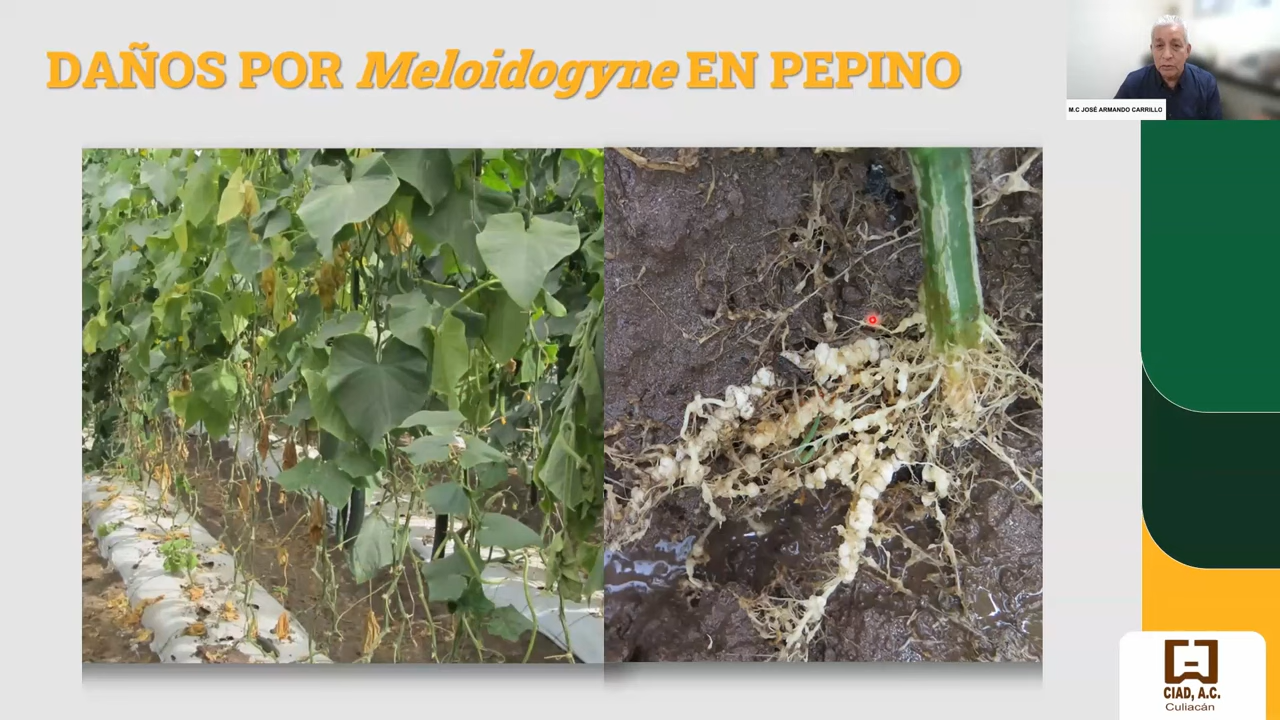 DAÑOS POR Meloidogyne EN PEPINO
M.C JOSÉ ARMANDO CARRILLO
CIAD, A.C.
Culiacán